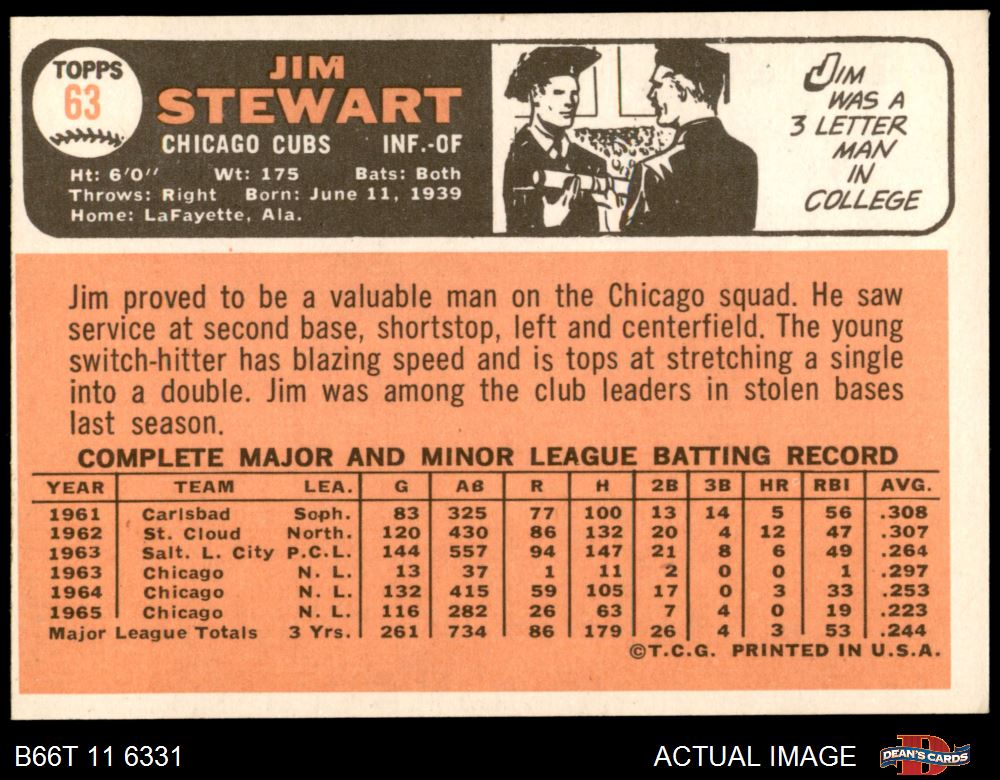 TOPPS
63
JIM
STEWART
CHICAGO CUBS INF.-OF
Ht: 6'0" Wt: 175 Bats: Both
Throws: Right Born: June 11, 1939
Home: LaFayette, Ala.
JIM
WAS A
3 LETTER
MAN
IN
COLLEGE
Jim proved to be a valuable man on the Chicago squad. He saw
service at second base, shortstop, left and centerfield. The young
switch-hitter has blazing speed and is tops at stretching a single
into a double. Jim was among the club leaders in stolen bases
last season.
COMPLETE MAJOR AND MINOR LEAGUE BATTING RECORD
YEAR TEAM LEA. G AB R H 2B 3B HR RBI AVG.
1961 Carlsbad Soph. 83 325 77 100 13 14 5 56 .308
1962 St. Cloud North. 120 430 86 132 20 4 12 47 .307
1963 Salt. L. City P.C.L. 144 557 94 147 21 8 6 49 .264
1963 Chicago N. L. 13 37 1 11 2 0 0 1 .297
1964 Chicago N. L. 132 415 59 105 17 0 3 33 .253
1965 Chicago N. L. 116 282 26 63 7 4 0 19 .223
Major League Totals 3 Yrs. 261 734 86 179 26 4 3 53 .244
©T.C.G. PRINTED IN U.S.A.
B66T 11 6331 ACTUAL IMAGE DEAN'S CARDS